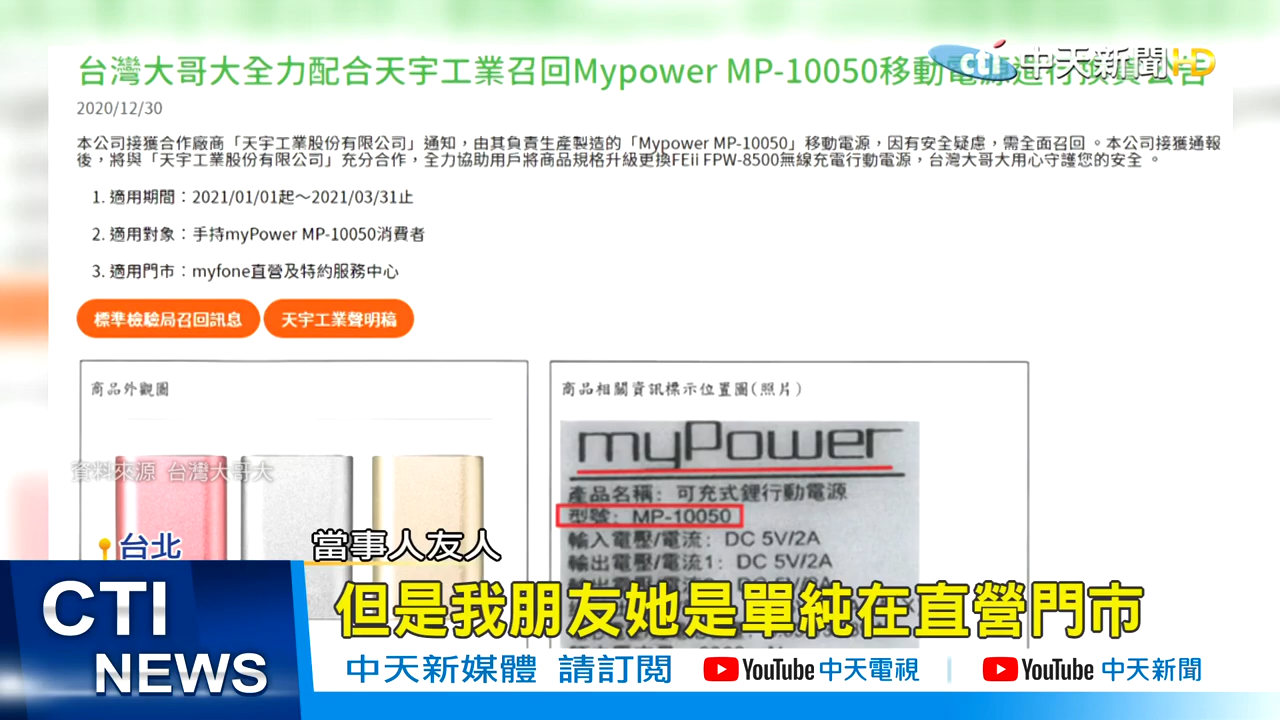 台灣大哥大全力配合天宇工業召回Mypower MP-10050移動電源進行換貨公告
cti 中天新聞HD
2020/12/30
本公司接獲合作廠商「天宇工業股份有限公司」通知，由其負責生產製造的「Mypower MP-10050」移動電源，因有安全疑慮，需全面召回。本公司接獲通報
後，將與「天宇工業股份有限公司」充分合作，全力協助用戶將商品規格升級更換FEii FPW-8500無線充電行動電源，台灣大哥大用心守護您的安全。
1. 適用期間：2021/01/01起～2021/03/31止
2. 適用對象：手持myPower MP-10050消費者
3. 適用門市：myfone直營及特約服務中心
標準檢驗局召回訊息 天宇工業聲明稿
商品外觀圖
商品相關資訊標示位置圖(照片)
myPower
資料來源 台灣大哥大
產品名稱：可充式鋰行動電源
型號：MP-10050
輸入電壓/電流：DC 5V/2A
輸出電壓/電流1：DC 5V/2A
台北
當事人友人
但是我朋友她是單純在直營門市
CTI
NEWS
中天新媒體 請訂閱 YouTube 中天電視 YouTube 中天新聞